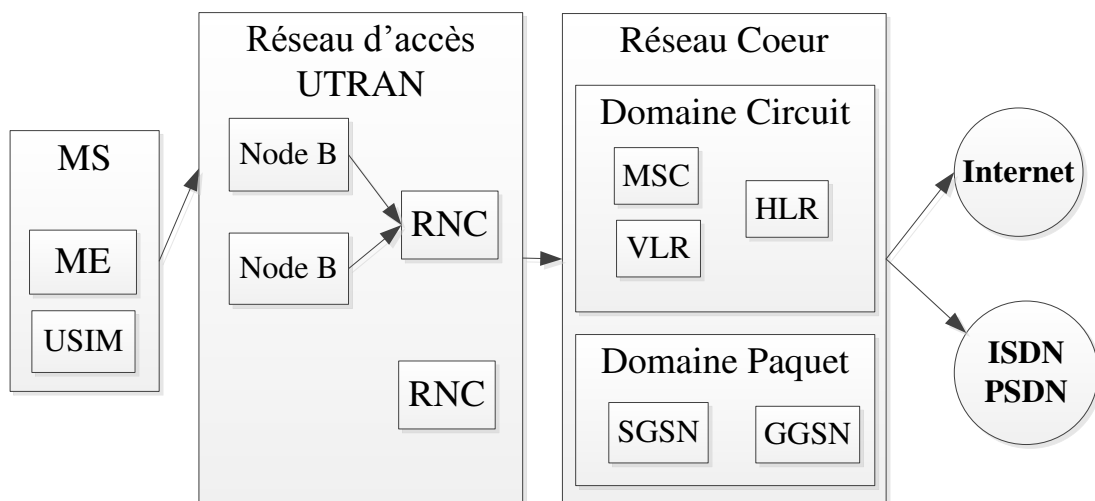 MS
ME
USIM
Réseau d’accès
UTRAN
Node B
Node B
RNC
RNC
Réseau Coeur
Domaine Circuit
MSC
VLR
HLR
Domaine Paquet
SGSN
GGSN
Internet
ISDN
PSDN